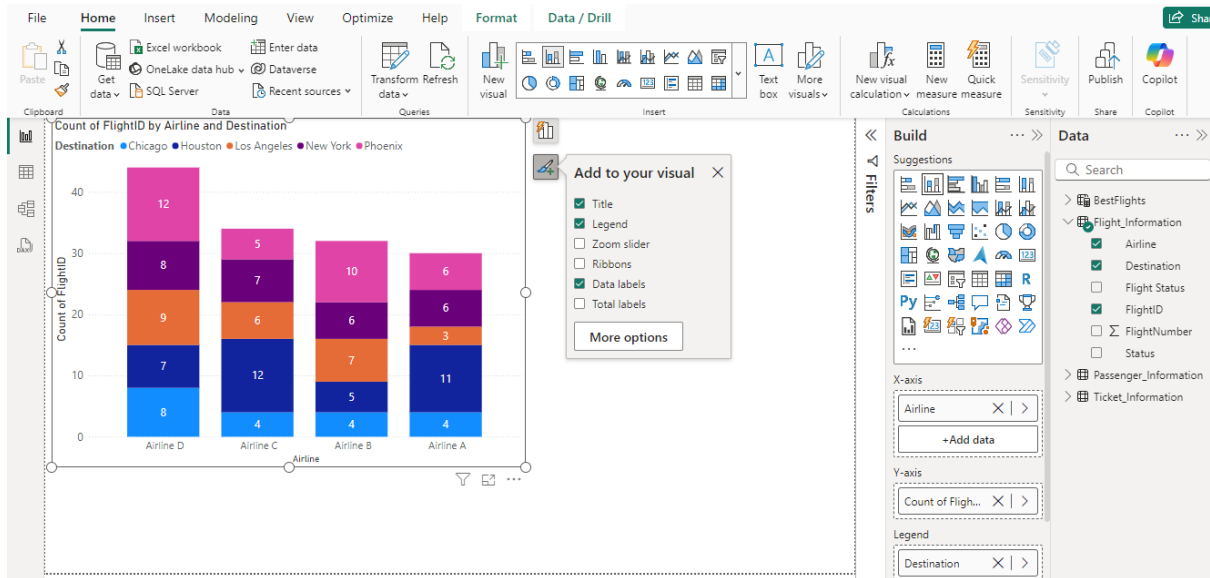 File Home Insert Modeling View Optimize Help Format Data / Drill Sha
Paste
Clipboard
Get data
Excel workbook
OneLake data hub
SQL Server
Enter data
Dataverse
Recent sources
Data
Transform data
Refresh
Queries
New visual
Text box
More visuals
Insert
New visual calculation
New measure
Quick measure
Calculations
Sensitivity
Sensitivity
Publish
Share
Copilot
Copilot
Count of FlightID by Airline and Destination
Destination Chicago Houston Los Angeles New York Phoenix
Count of FlightID
40
30
20
10
0
12
8
9
7
8
5
7
6
12
4
10
6
7
5
4
6
6
3
11
4
Airline D Airline C Airline B Airline A
Airline
Add to your visual
Title
Legend
Zoom slider
Ribbons
Data labels
Total labels
More options
Filters
Build
Suggestions
123
R
Py
123
X-axis
Airline
+Add data
Y-axis
Count of Fligh...
Legend
Destination
Data
Search
BestFlights
Flight_Information
Airline
Destination
Flight Status
FlightID
Σ FlightNumber
Status
Passenger_Information
Ticket_Information